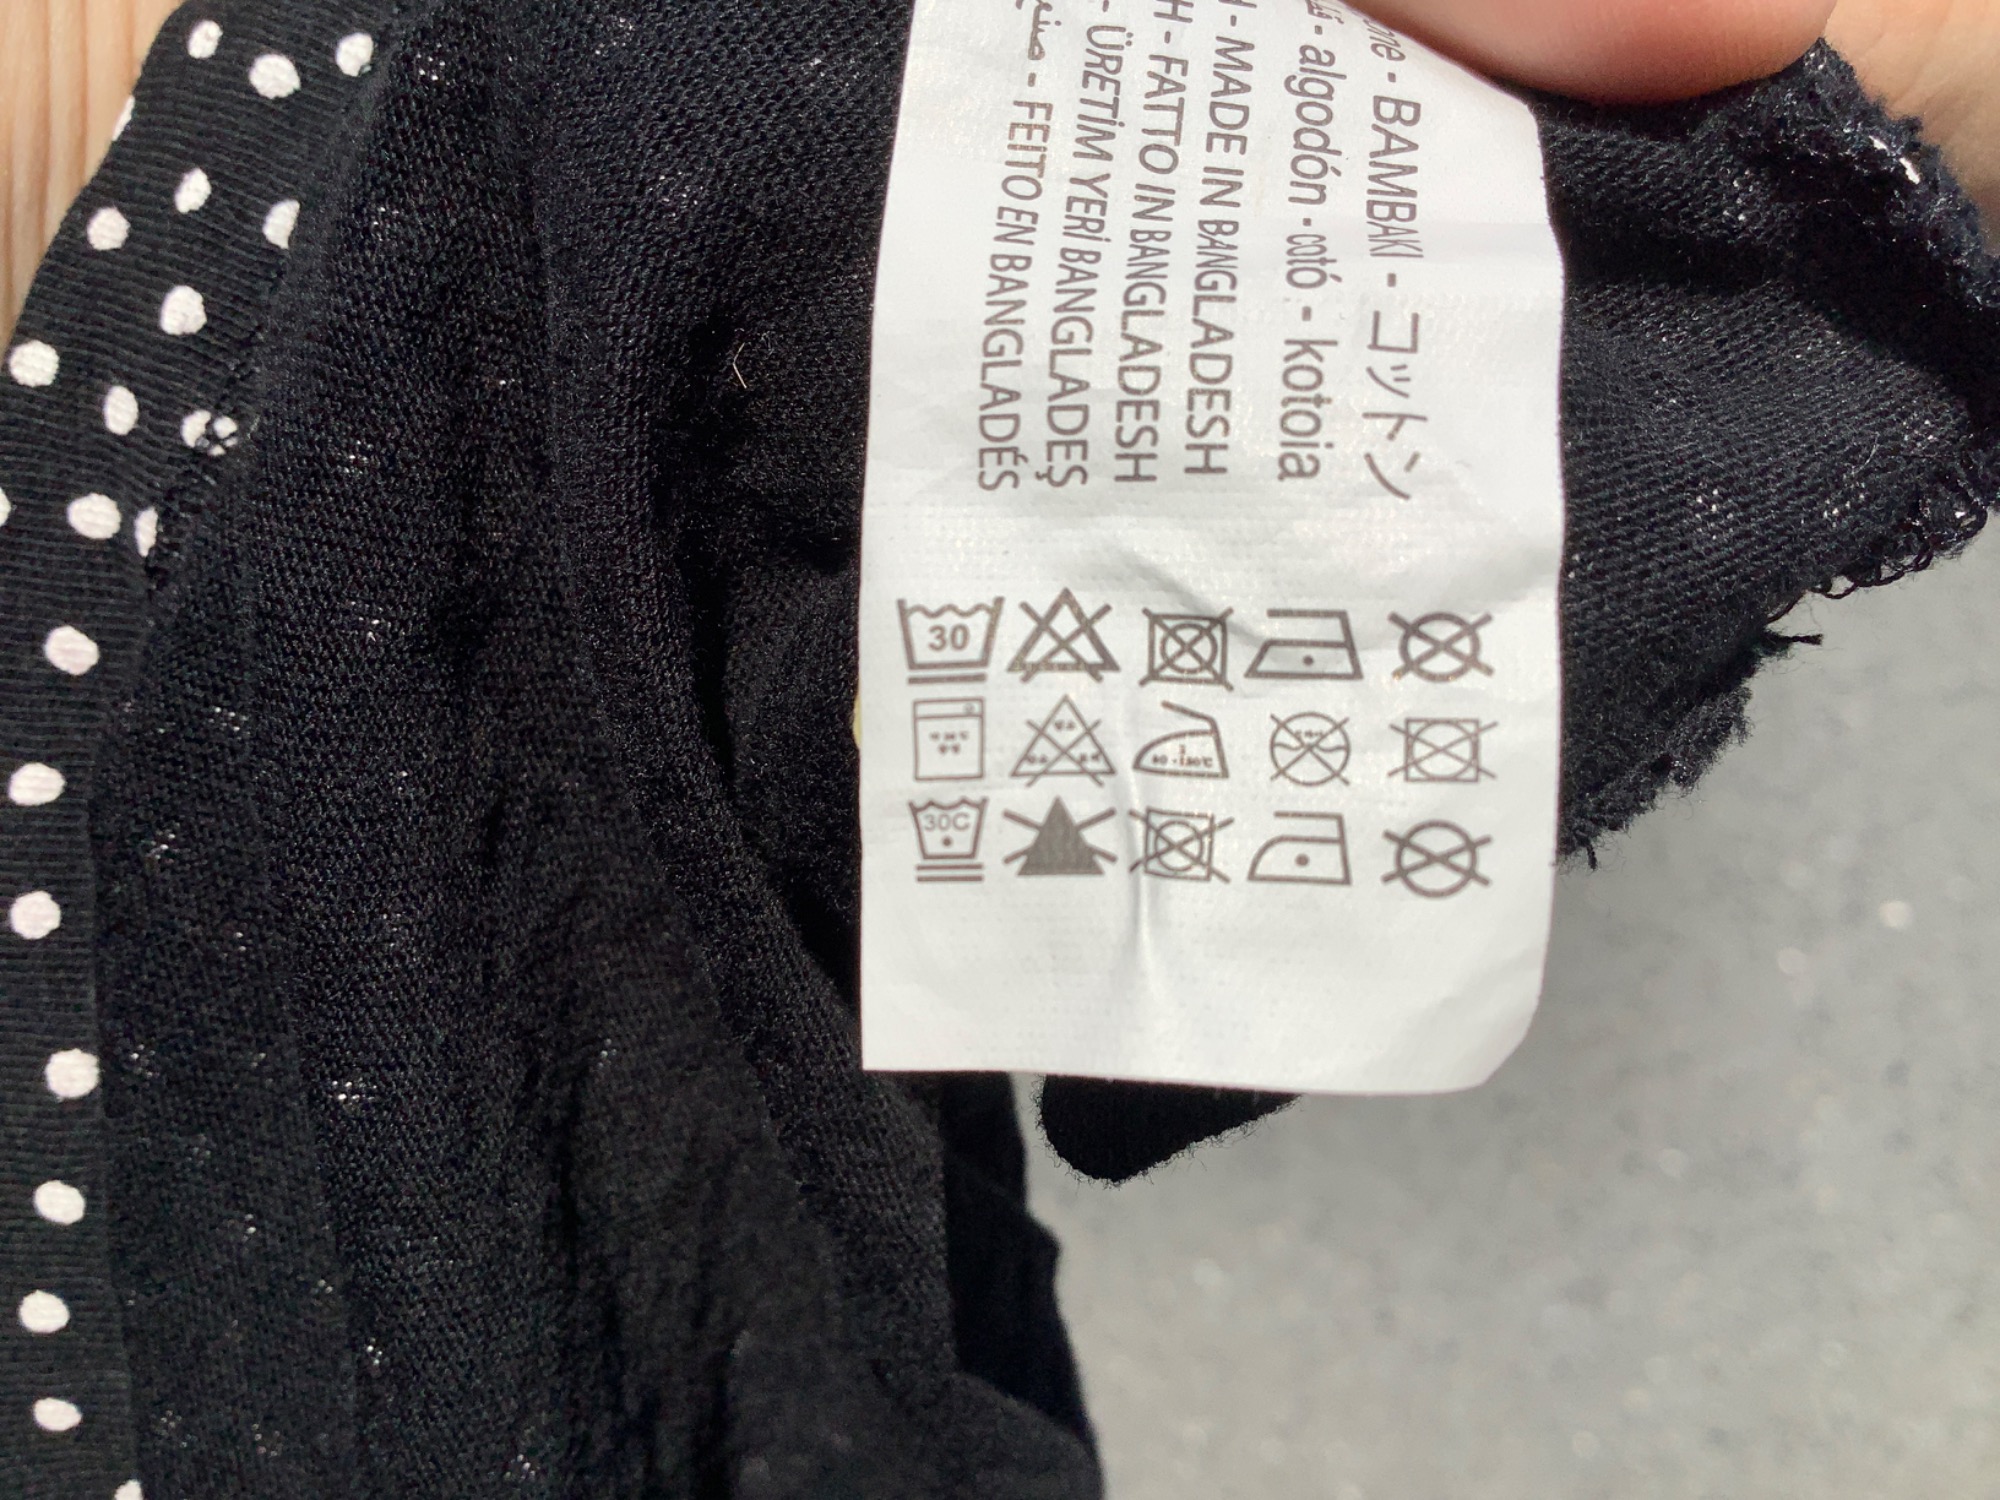 - BAMBAKI - コットン
- algodón - cotó - kotoia
- MADE IN BANGLADESH
- FATTO IN BANGLADESH
- ÜRETİM YERİ BANGLADEŞ
- FEITO EN BANGLADÉS
30
30C